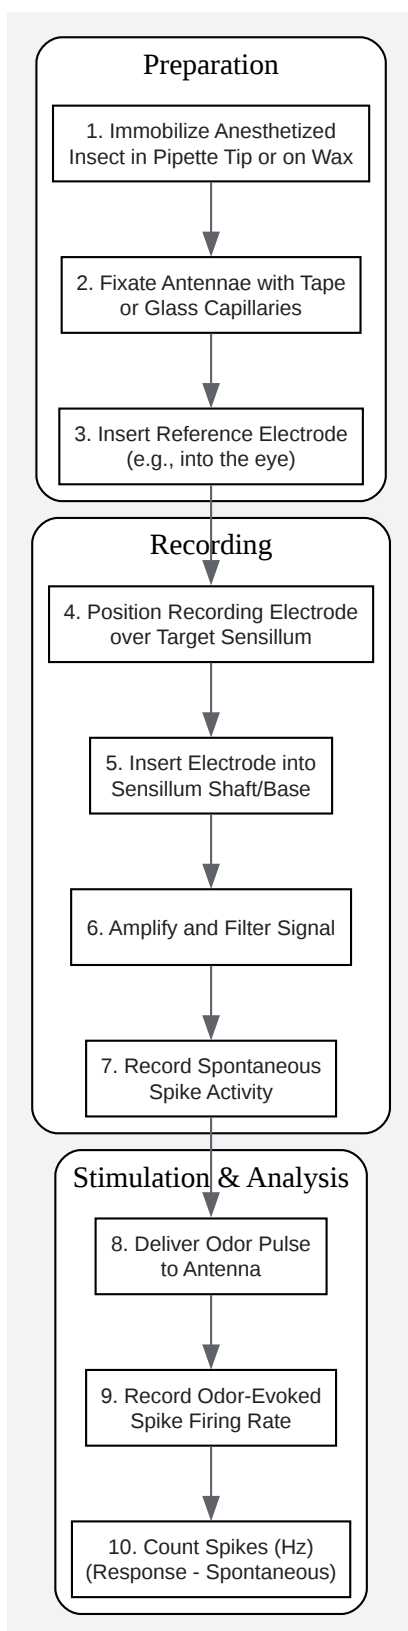 Preparation
1. Immobilize Anesthetized
Insect in Pipette Tip or on Wax
2. Fixate Antennae with Tape
or Glass Capillaries
3. Insert Reference Electrode
(e.g., into the eye)
Recording
4. Position Recording Electrode
over Target Sensillum
5. Insert Electrode into
Sensillum Shaft/Base
6. Amplify and Filter Signal
7. Record Spontaneous
Spike Activity
Stimulation & Analysis
8. Deliver Odor Pulse
to Antenna
9. Record Odor-Evoked
Spike Firing Rate
10. Count Spikes (Hz)
(Response - Spontaneous)